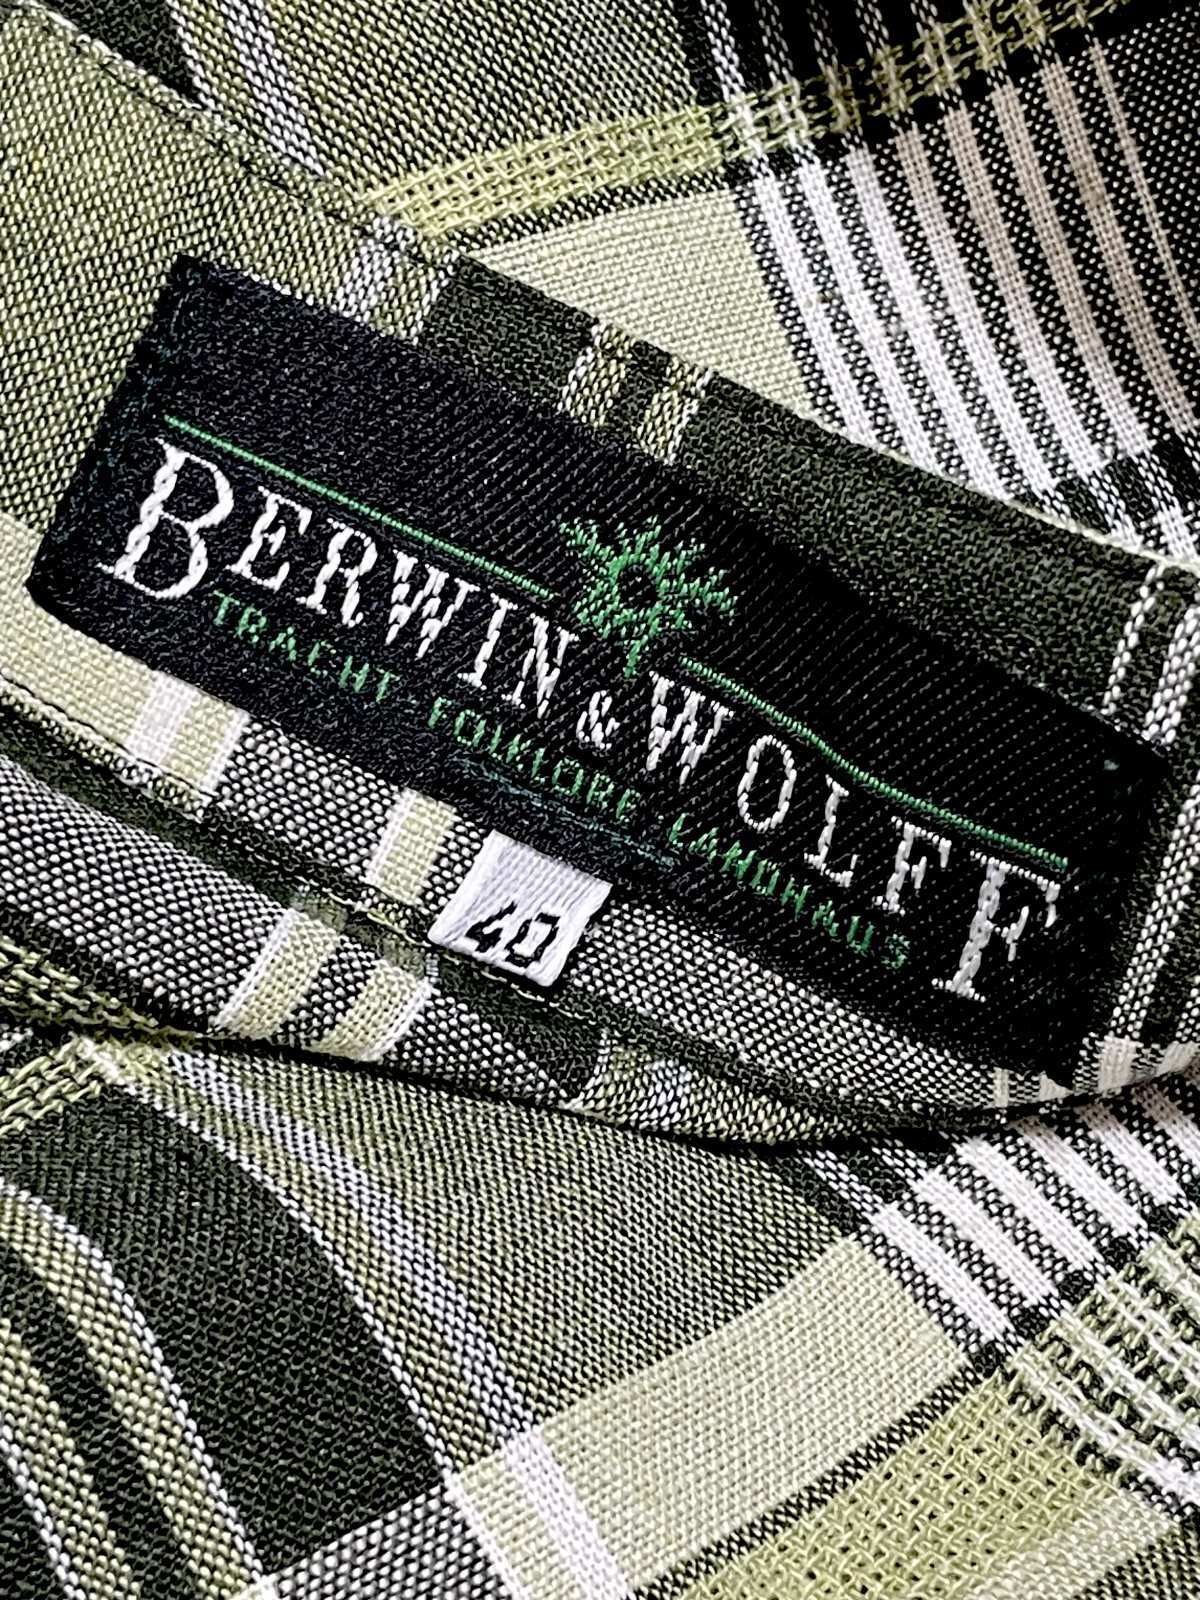 BERWIN & WOLFF
TRACHT · FOLKLORE · LANDHAUS
40